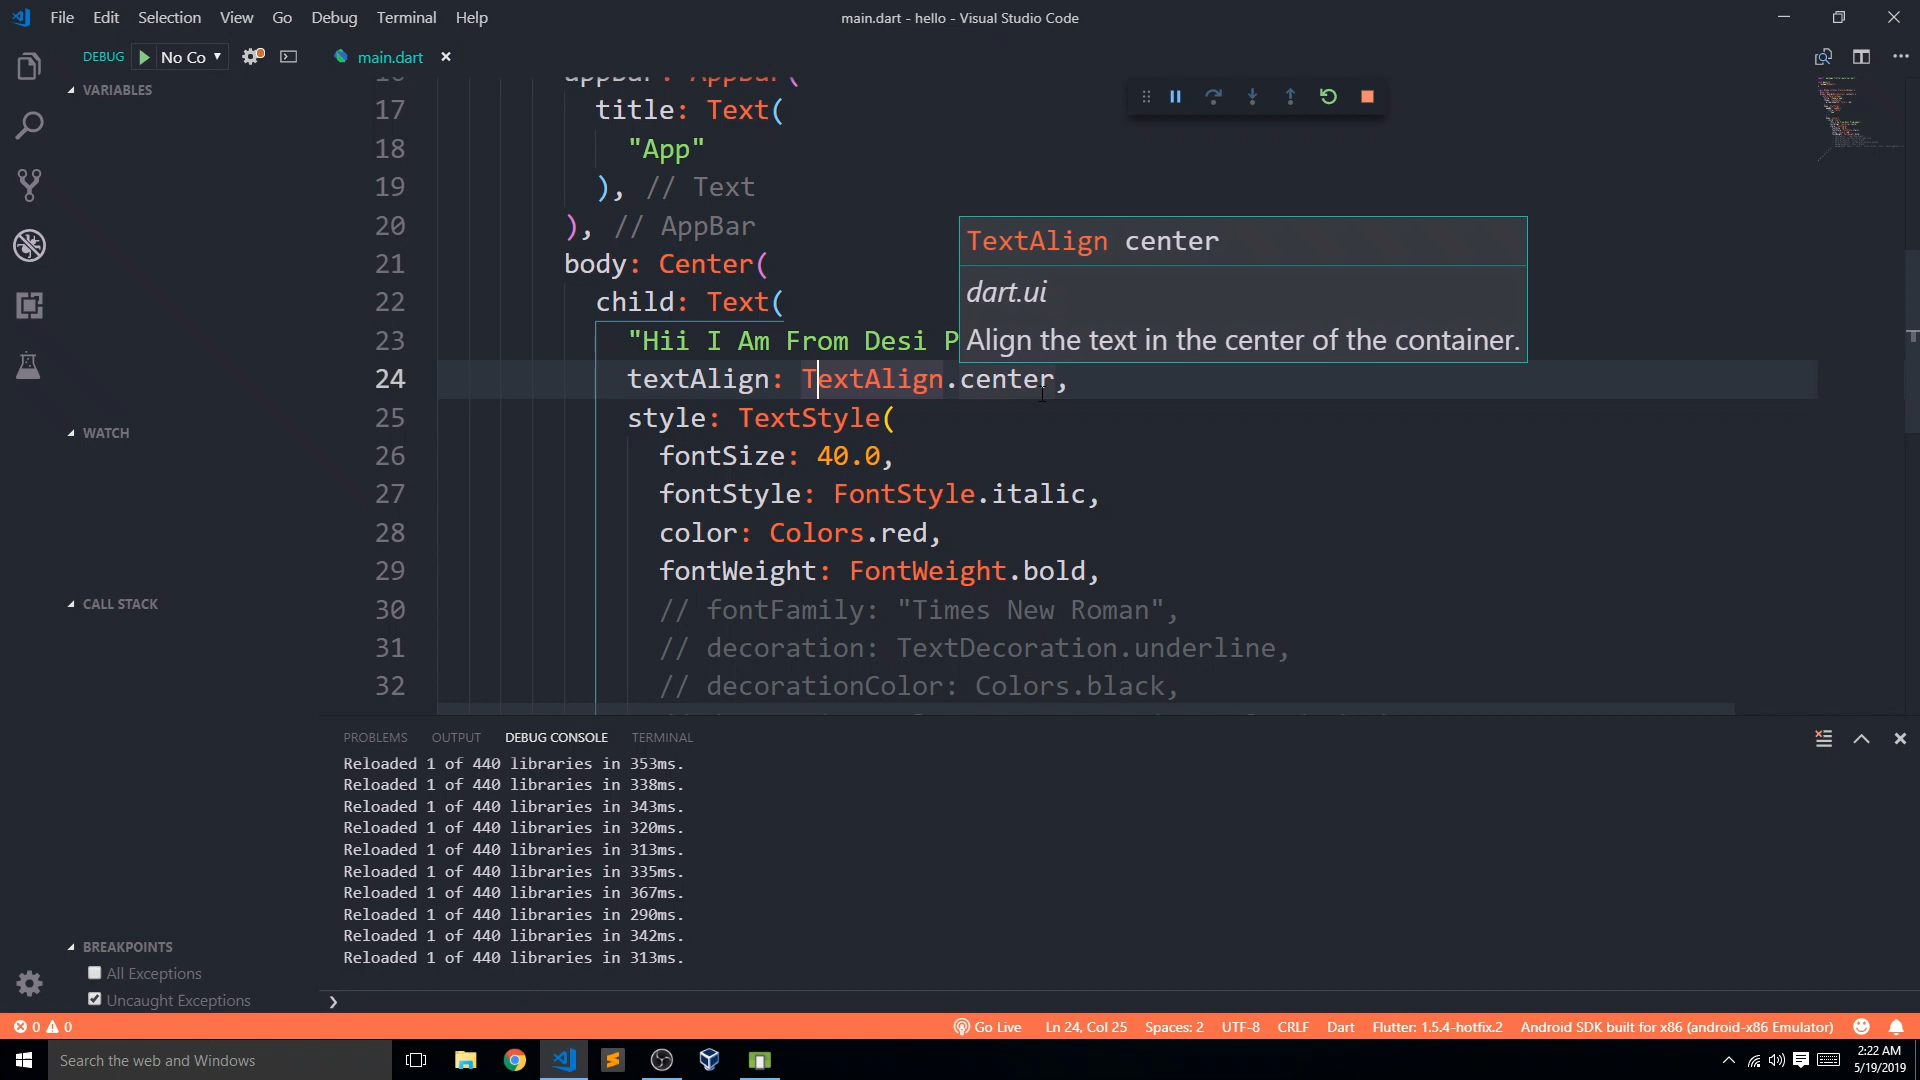 File Edit Selection View Go Debug Terminal Help
main.dart - hello - Visual Studio Code
DEBUG No Co
main.dart
VARIABLES
WATCH
CALL STACK
BREAKPOINTS
All Exceptions
Uncaught Exceptions
16 appBar: AppBar(
17 title: Text(
18 "App"
19 ), // Text
20 ), // AppBar
21 body: Center(
22 child: Text(
23 "Hii I Am From Desi P
24 textAlign: TextAlign.center,
25 style: TextStyle(
26 fontSize: 40.0,
27 fontStyle: FontStyle.italic,
28 color: Colors.red,
29 fontWeight: FontWeight.bold,
30 // fontFamily: "Times New Roman",
31 // decoration: TextDecoration.underline,
32 // decorationColor: Colors.black,
TextAlign center
dart.ui
Align the text in the center of the container.
PROBLEMS OUTPUT DEBUG CONSOLE TERMINAL
Reloaded 1 of 440 libraries in 353ms.
Reloaded 1 of 440 libraries in 338ms.
Reloaded 1 of 440 libraries in 343ms.
Reloaded 1 of 440 libraries in 320ms.
Reloaded 1 of 440 libraries in 313ms.
Reloaded 1 of 440 libraries in 335ms.
Reloaded 1 of 440 libraries in 367ms.
Reloaded 1 of 440 libraries in 290ms.
Reloaded 1 of 440 libraries in 342ms.
Reloaded 1 of 440 libraries in 313ms.
0 0 Go Live Ln 24, Col 25 Spaces: 2 UTF-8 CRLF Dart Flutter: 1.5.4-hotfix.2 Android SDK built for x86 (android-x86 Emulator)
Search the web and Windows
2:22 AM
5/19/2019